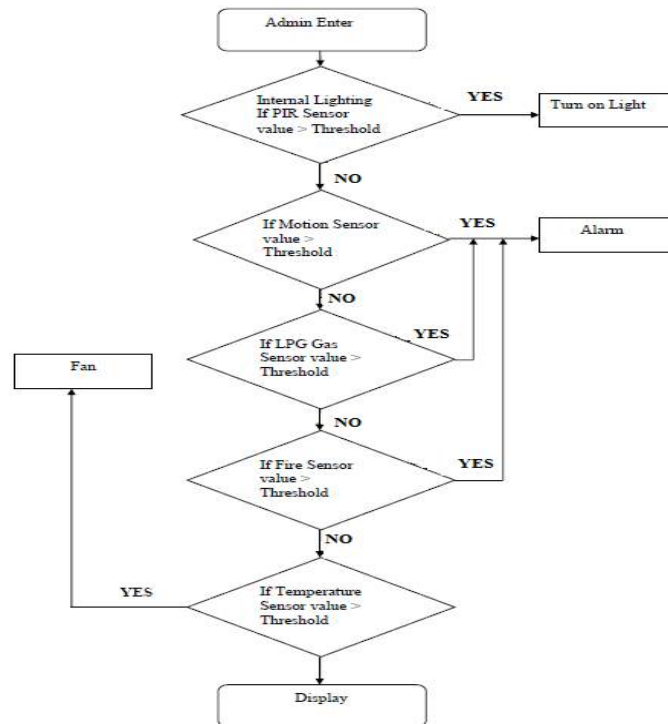 Admin Enter
Internal Lighting
If PIR Sensor
value > Threshold
YES
Turn on Light
NO
If Motion Sensor
value >
Threshold
YES
Alarm
NO
If LPG Gas
Sensor value >
Threshold
YES
Fan
NO
If Fire Sensor
value >
Threshold
YES
NO
If Temperature
Sensor value >
Threshold
YES
Display